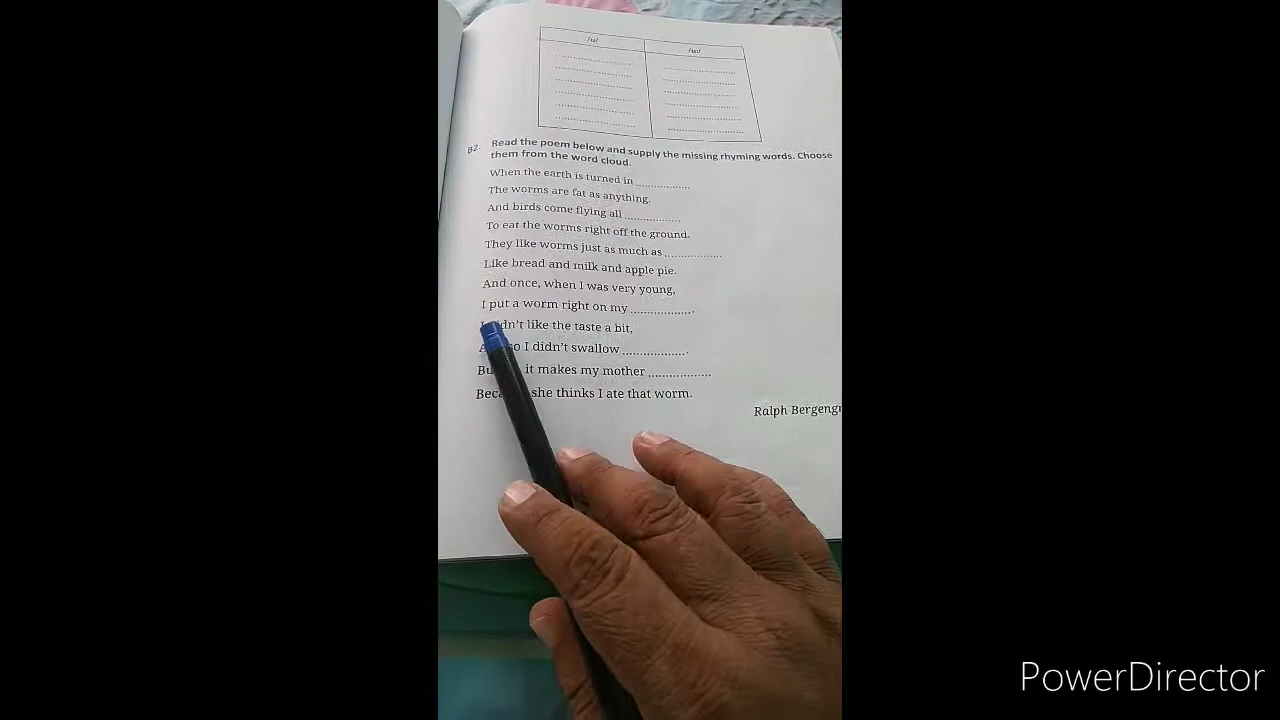 /ʊ/ /uː/
B2. Read the poem below and supply the missing rhyming words. Choose
them from the word cloud.
When the earth is turned in ..................
The worms are fat as anything.
And birds come flying all ..................
To eat the worms right off the ground.
They like worms just as much as ..................
Like bread and milk and apple pie.
And once, when I was very young,
I put a worm right on my ..................
didn't like the taste a bit,
so I didn't swallow ..................
it makes my mother ..................
she thinks I ate that worm.
Ralph
PowerDirector